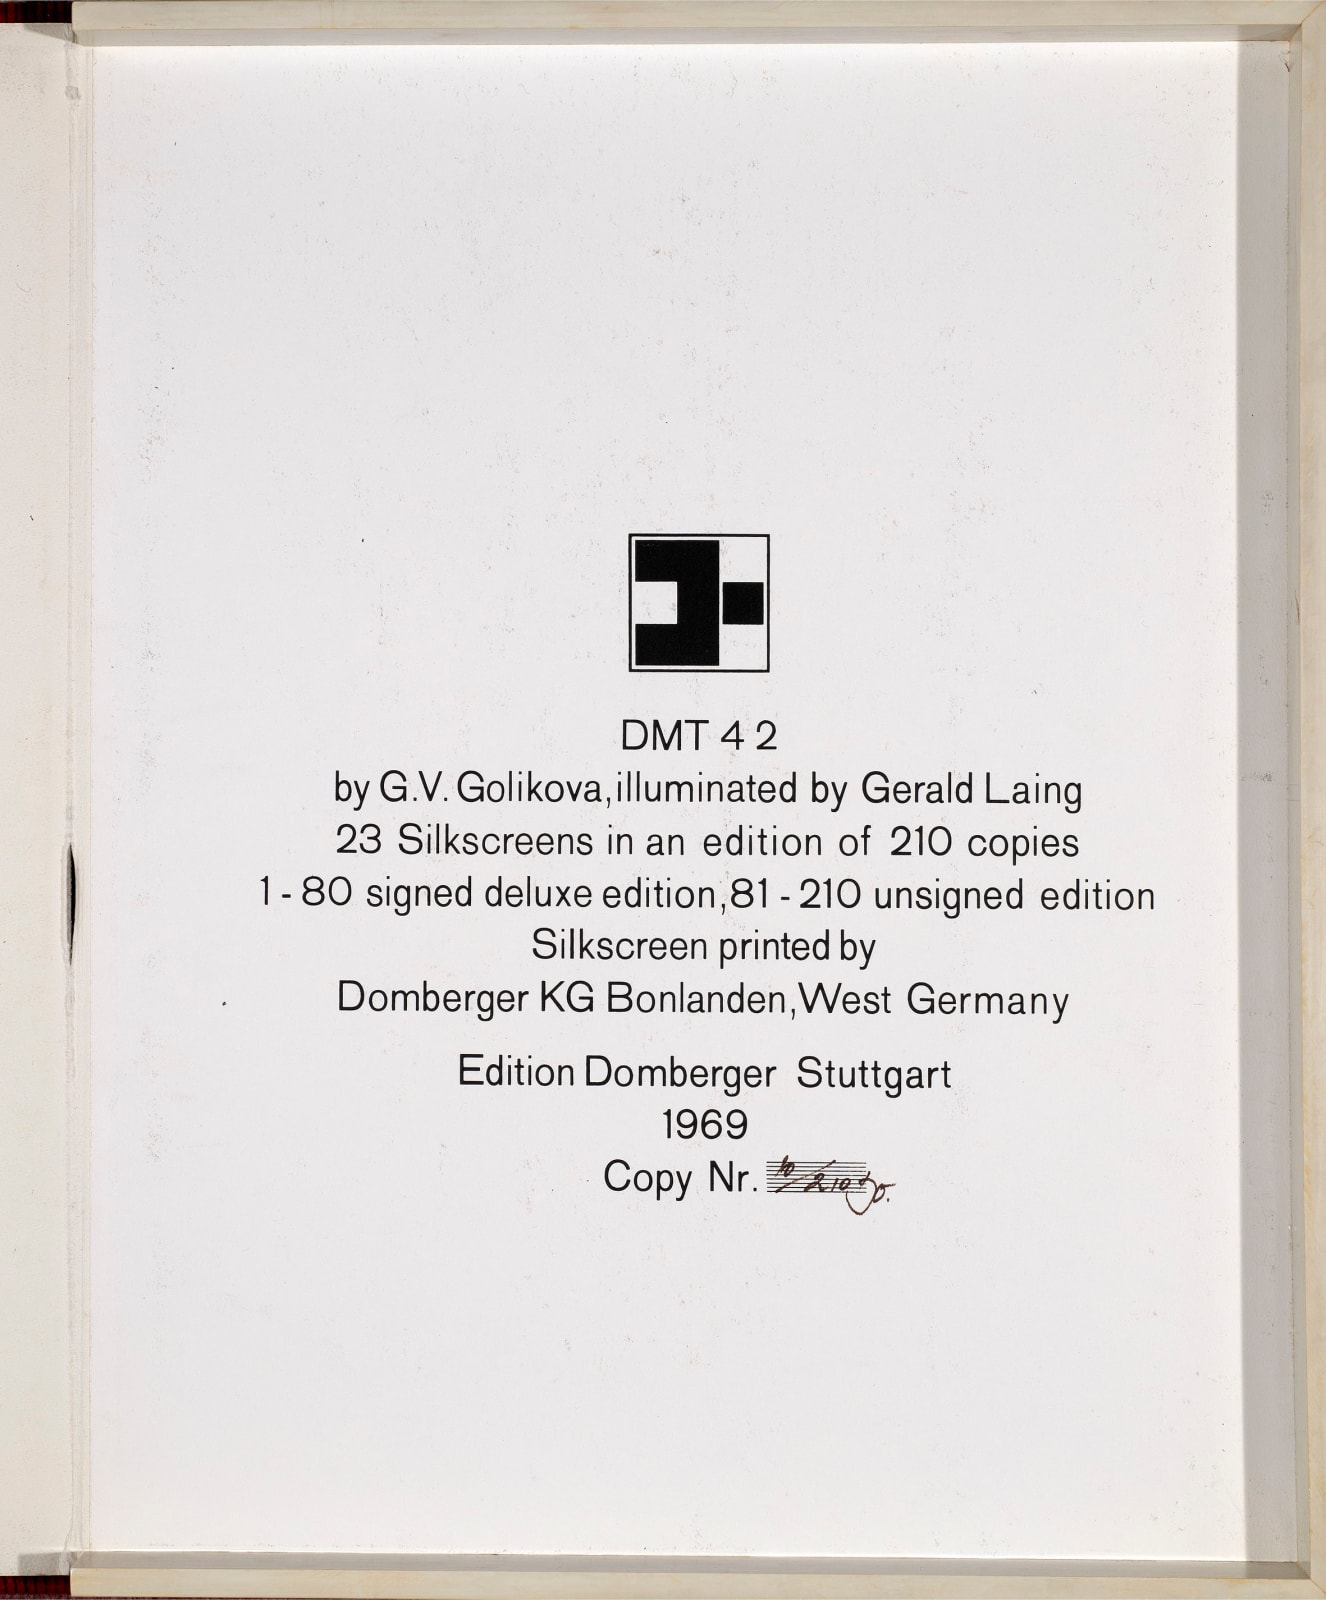 DMT 4 2
by G.V. Golikova, illuminated by Gerald Laing
23 Silkscreens in an edition of 210 copies
1 - 80 signed deluxe edition, 81 - 210 unsigned edition
Silkscreen printed by
Domberger KG Bonlanden, West Germany
Edition Domberger Stuttgart
1969
Copy Nr. 10/210